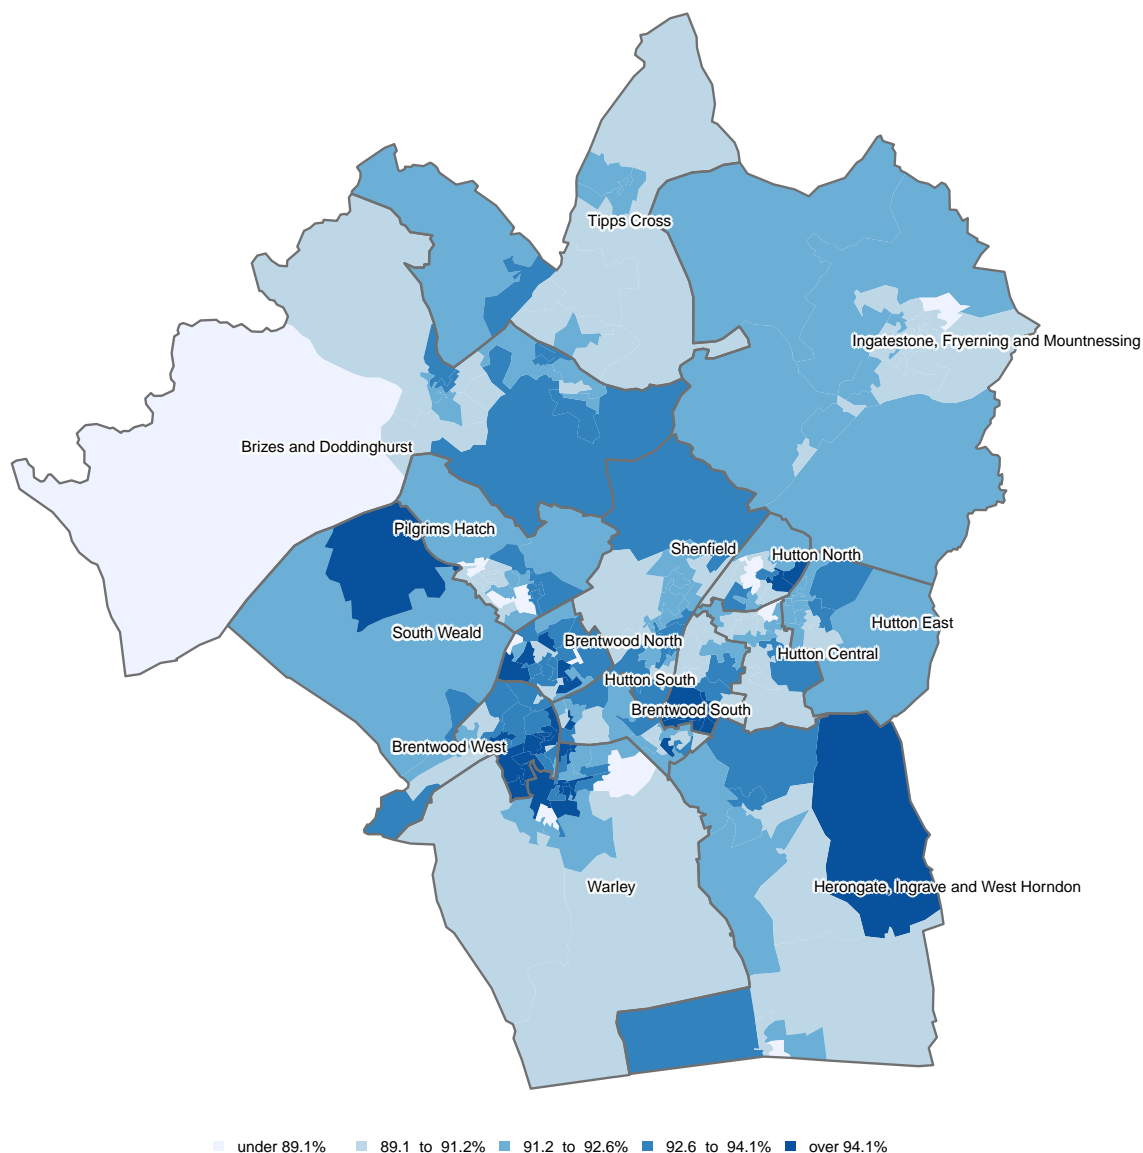 Tipps Cross
Ingatestone, Fryerning and Mountnessing
Brizes and Doddinghurst
Pilgrims Hatch
Shenfield
Hutton North
Hutton East
South Weald
Brentwood North
Hutton Central
Hutton South
Brentwood South
Brentwood West
Warley
Herongate, Ingrave and West Horndon
under 89.1% 89.1 to 91.2% 91.2 to 92.6% 92.6 to 94.1% over 94.1%